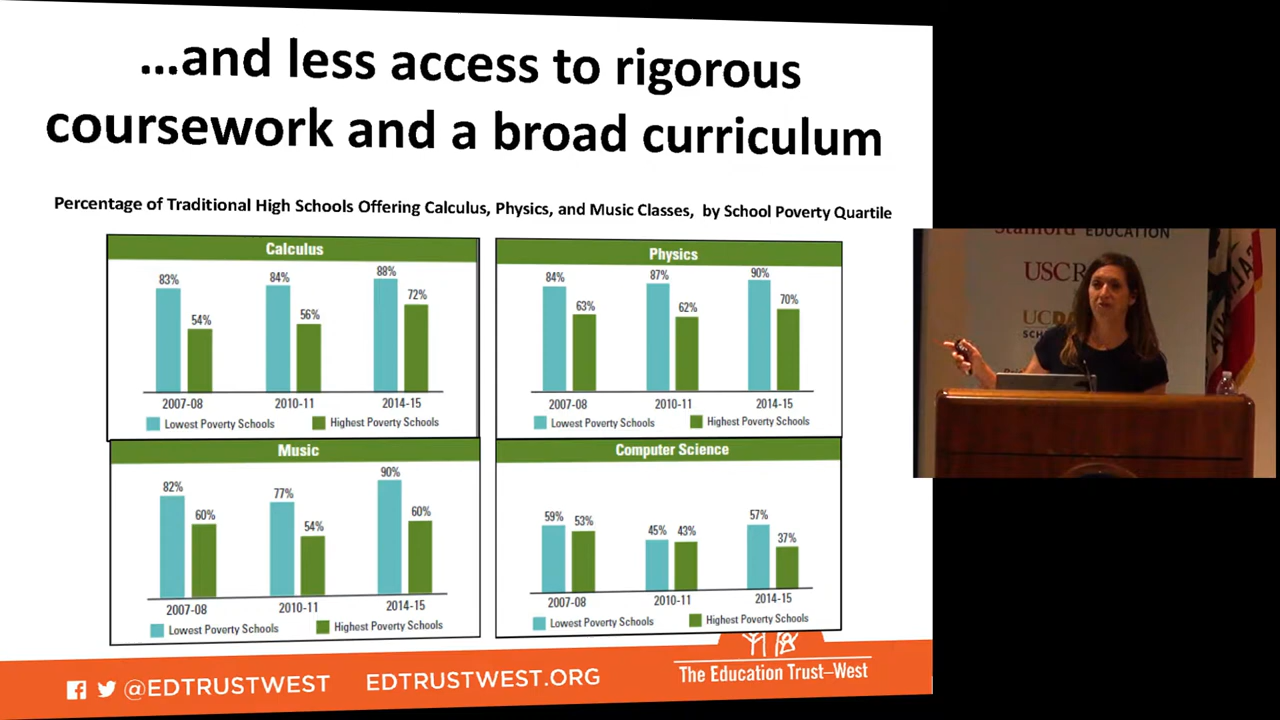 ...and less access to rigorous
coursework and a broad curriculum
Percentage of Traditional High Schools Offering Calculus, Physics, and Music Classes, by School Poverty Quartile
Calculus
83%
54%
84%
56%
88%
72%
2007-08
2010-11
2014-15
Lowest Poverty Schools
Highest Poverty Schools
Physics
84%
63%
87%
62%
90%
70%
2007-08
2010-11
2014-15
Lowest Poverty Schools
Highest Poverty Schools
Music
82%
60%
77%
54%
90%
60%
2007-08
2010-11
2014-15
Lowest Poverty Schools
Highest Poverty Schools
Computer Science
59%
53%
45%
43%
57%
37%
2007-08
2010-11
2014-15
Lowest Poverty Schools
Highest Poverty Schools
@EDTRUSTWEST
EDTRUSTWEST.ORG
The Education Trust—West
Stanford EDUCATION
USC